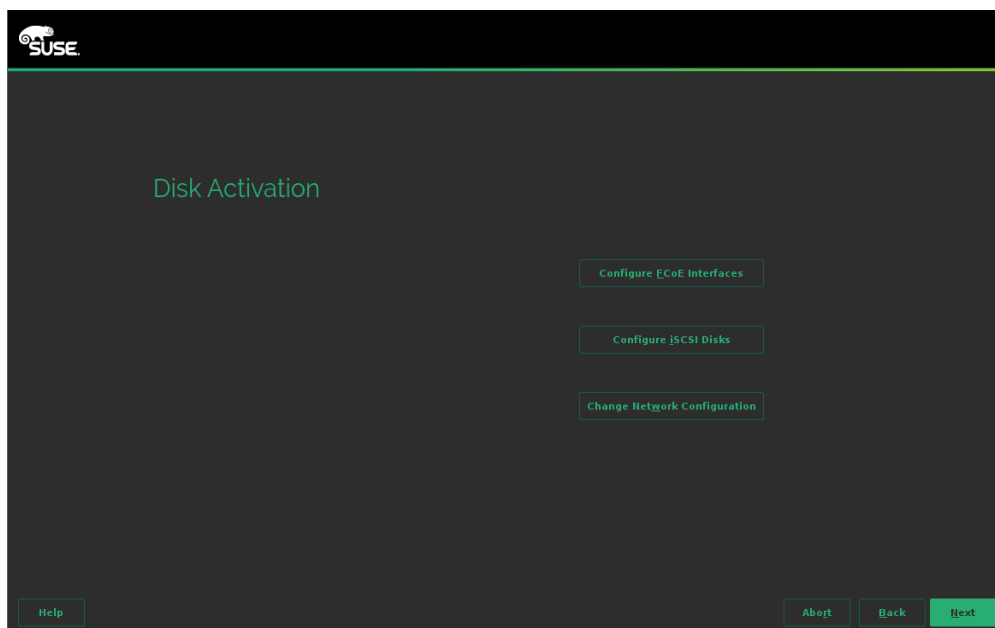 SUSE.
Disk Activation
Configure FCoE Interfaces
Configure iSCSI Disks
Change Network Configuration
Help
Abort
Back
Next